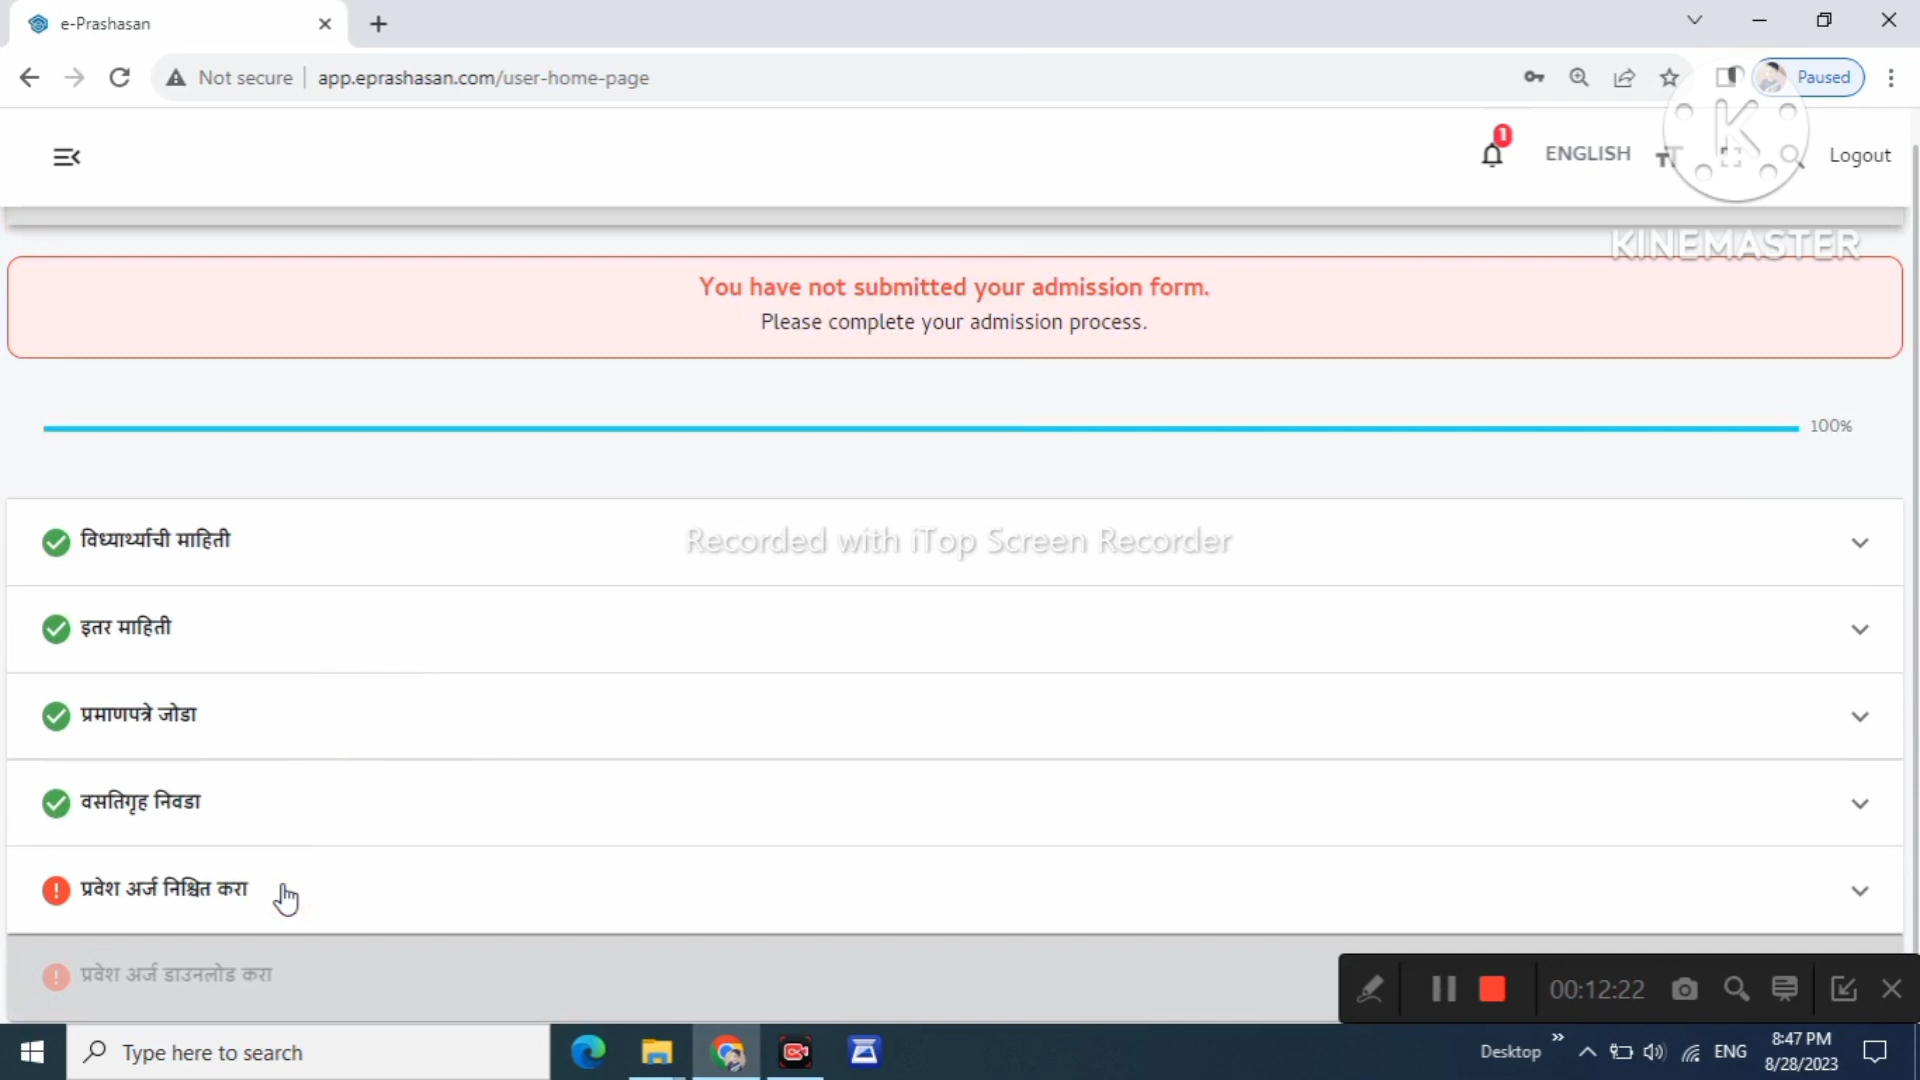 e-Prashasan
Not secure
app.eprashasan.com/user-home-page
Paused
1
ENGLISH
Logout
KINEMASTER
You have not submitted your admission form.
Please complete your admission process.
100%
विध्यार्थ्याची माहिती
Recorded with iTop Screen Recorder
इतर माहिती
प्रमाणपत्रे जोडा
वसतिगृह निवडा
प्रवेश अर्ज निश्चित करा
प्रवेश अर्ज डाउनलोड करा
00:12:22
Type here to search
Desktop
ENG
8:47 PM
8/28/2023